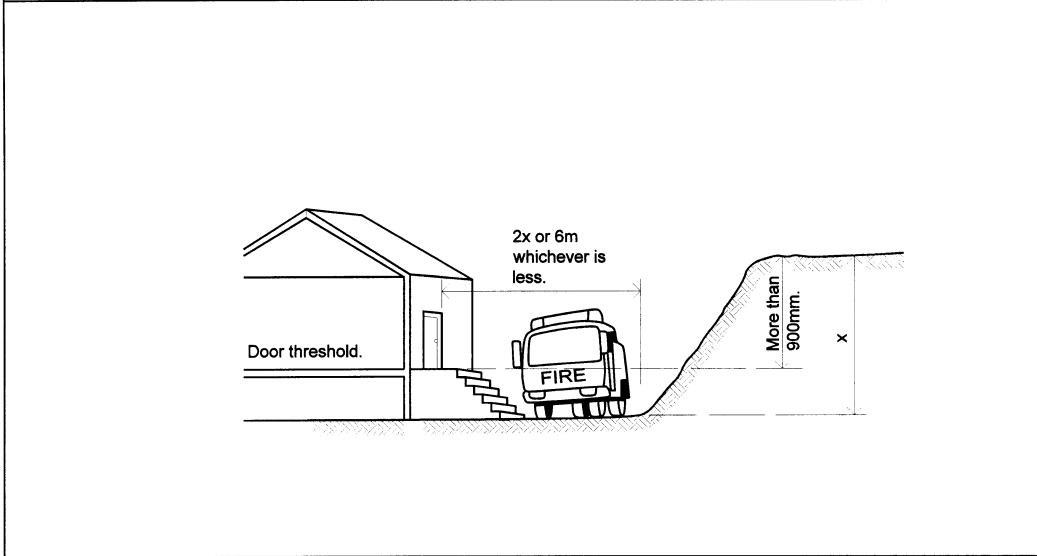 2x or 6m
whichever is
less.
Door threshold.
FIRE
More than
900mm.
x